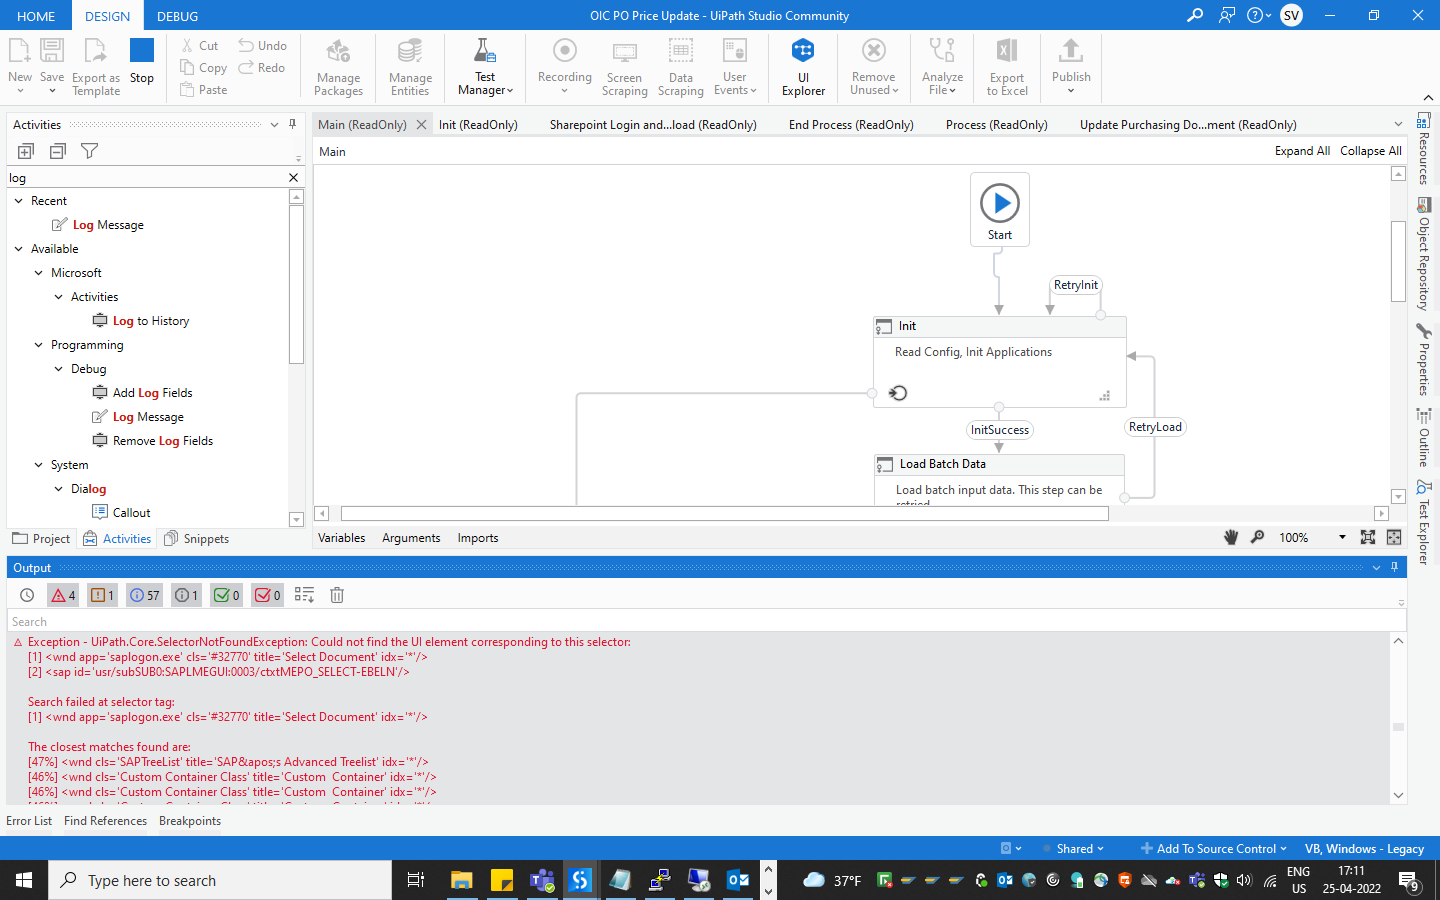 HOME
DESIGN
DEBUG
OIC PO Price Update - UiPath Studio Community
SV
New
Save
Export as Template
Stop
Cut
Copy
Paste
Undo
Redo
Manage Packages
Manage Entities
Test Manager
Recording
Screen Scraping
Data Scraping
User Events
UI Explorer
Remove Unused
Analyze File
Export to Excel
Publish
Activities
Main (ReadOnly)
Init (ReadOnly)
Sharepoint Login and...load (ReadOnly)
End Process (ReadOnly)
Process (ReadOnly)
Update Purchasing Do...ment (ReadOnly)
Main
Expand All
Collapse All
log
Recent
Log Message
Available
Microsoft
Activities
Log to History
Programming
Debug
Add Log Fields
Log Message
Remove Log Fields
System
Dialog
Callout
Project
Activities
Snippets
Start
RetryInit
Init
Read Config, Init Applications
InitSuccess
RetryLoad
Load Batch Data
Load batch input data. This step can be
retried
Variables
Arguments
Imports
100%
Resources
Object Repository
Properties
Outline
Test Explorer
Output
4
1
57
1
0
0
Search
Exception - UiPath.Core.SelectorNotFoundException: Could not find the UI element corresponding to this selector:
[1] <wnd app='saplogon.exe' cls='#32770' title='Select Document' idx='*'/>
[2] <sap id='usr/subSUB0:SAPLMEGUI:0003/ctxtMEPO_SELECT-EBELN'/>
Search failed at selector tag:
[1] <wnd app='saplogon.exe' cls='#32770' title='Select Document' idx='*'/>
The closest matches found are:
[47%] <wnd cls='SAPTreeList' title='SAP&apos;s Advanced Treelist' idx='*'/>
[46%] <wnd cls='Custom Container Class' title='Custom  Container' idx='*'/>
[46%] <wnd cls='Custom Container Class' title='Custom  Container' idx='*'/>
[46%] <wnd cls='Custom Container Class' title='Custom  Container' idx='*'/>
Error List
Find References
Breakpoints
Shared
Add To Source Control
VB, Windows - Legacy
Type here to search
37°F
ENG
US
17:11
25-04-2022
9